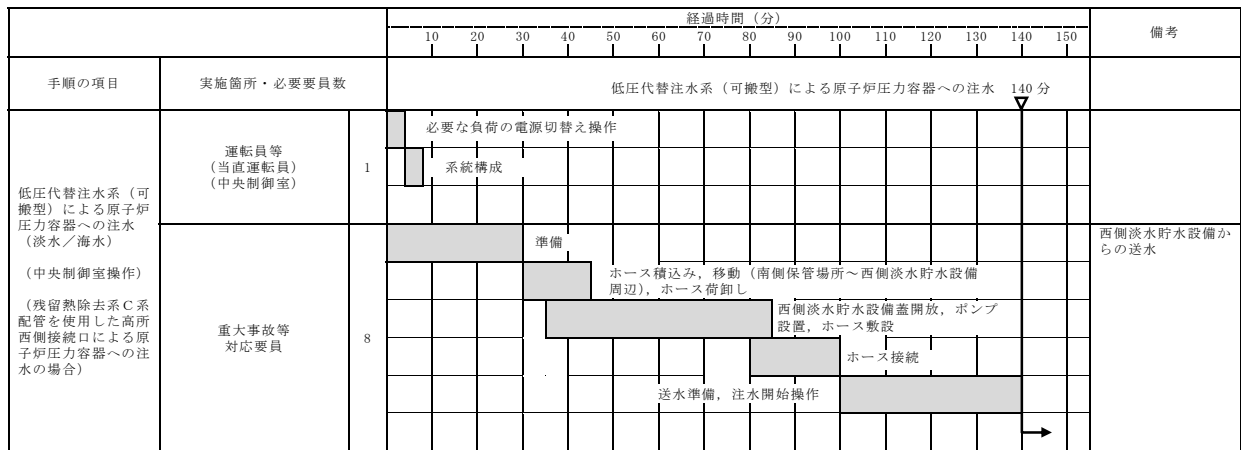 経過時間（分）
備考
10 20 30 40 50 60 70 80 90 100 110 120 130 140 150
手順の項目
実施箇所・必要要員数
低圧代替注水系（可搬型）による原子炉圧力容器への注水 140分
低圧代替注水系（可
搬型）による原子炉
圧力容器への注水
（淡水／海水）
（中央制御室操作）
（残留熱除去系Ｃ系
配管を使用した高所
西側接続口による原
子炉圧力容器への注
水の場合）
運転員等
（当直運転員）
（中央制御室）
1
必要な負荷の電源切替え操作
系統構成
重大事故等
対応要員
8
準備
ホース積込み，移動（南側保管場所～西側淡水貯水設備
周辺），ホース荷卸し
西側淡水貯水設備蓋開放，ポンプ
設置，ホース敷設
ホース接続
送水準備，注水開始操作
西側淡水貯水設備か
らの送水